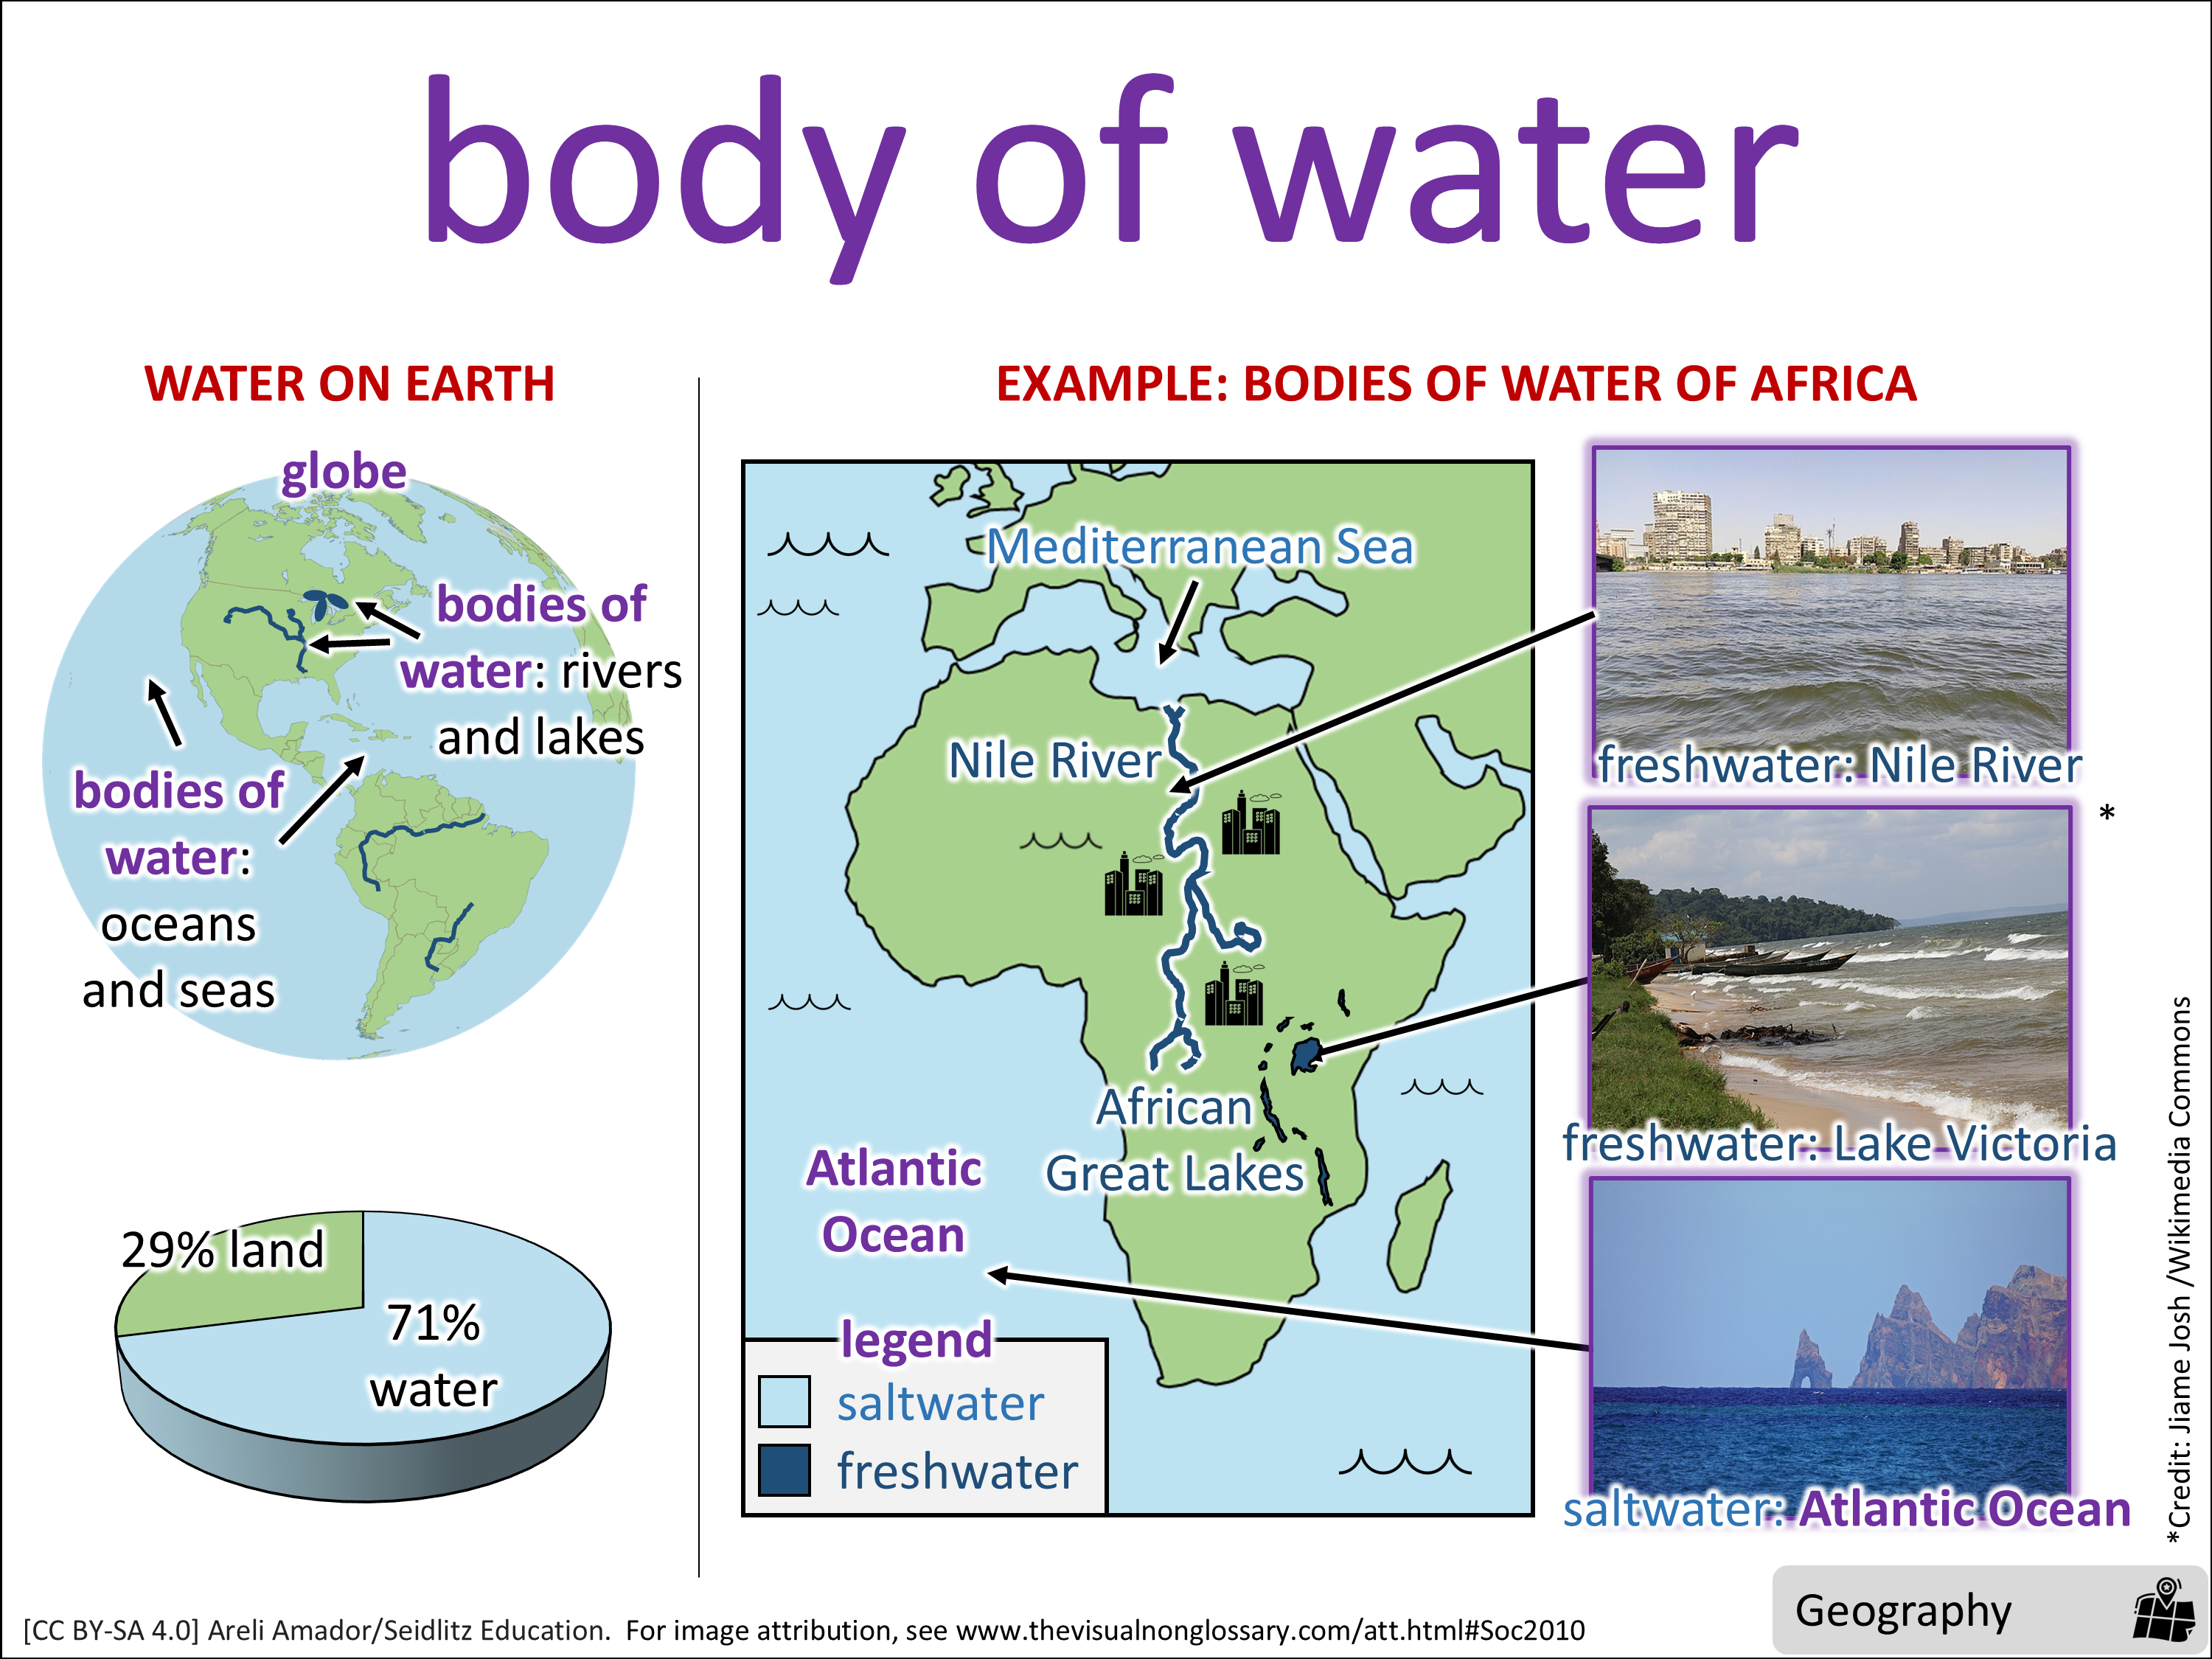 body of water
WATER ON EARTH
globe
bodies of
water: rivers
and lakes
bodies of
water:
oceans
and seas
29% land
71%
water
EXAMPLE: BODIES OF WATER OF AFRICA
Mediterranean Sea
Nile River
African
Great Lakes
Atlantic
Ocean
legend
saltwater
freshwater
freshwater: Nile River
*
freshwater: Lake Victoria
saltwater: Atlantic Ocean
*Credit: Jiame Josh /Wikimedia Commons
[CC BY-SA 4.0] Areli Amador/Seidlitz Education.  For image attribution, see www.thevisualnonglossary.com/att.html#Soc2010
Geography